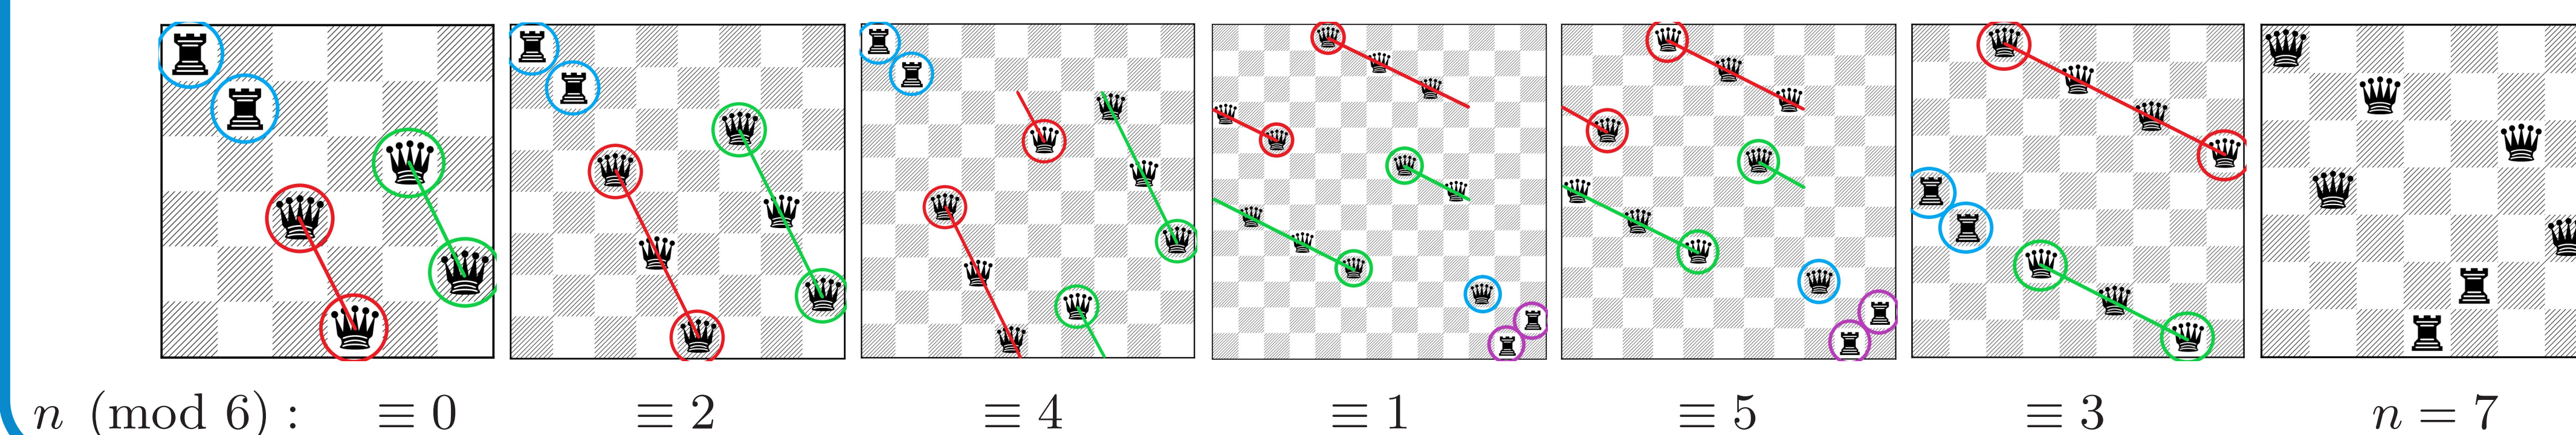 n (mod 6) : ≡ 0 ≡ 2 ≡ 4 ≡ 1 ≡ 5 ≡ 3 n = 7